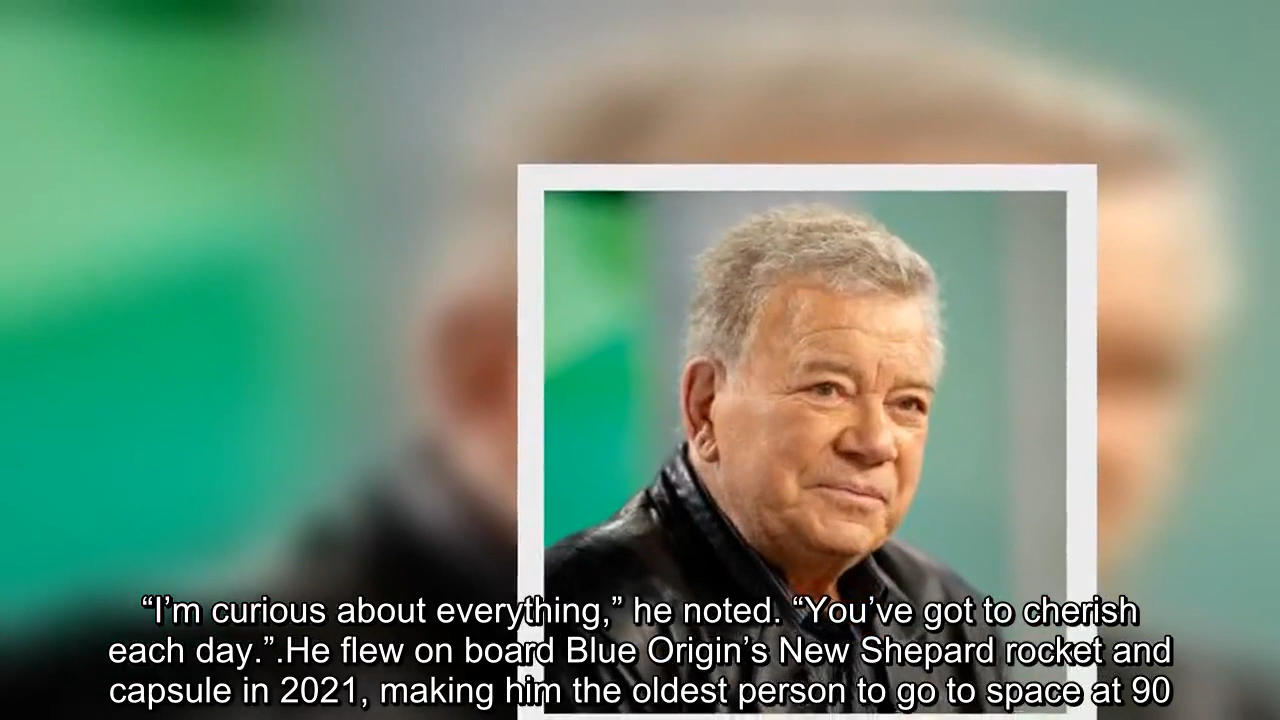 “I’m curious about everything,” he noted. “You’ve got to cherish
each day.”.He flew on board Blue Origin’s New Shepard rocket and
capsule in 2021, making him the oldest person to go to space at 90